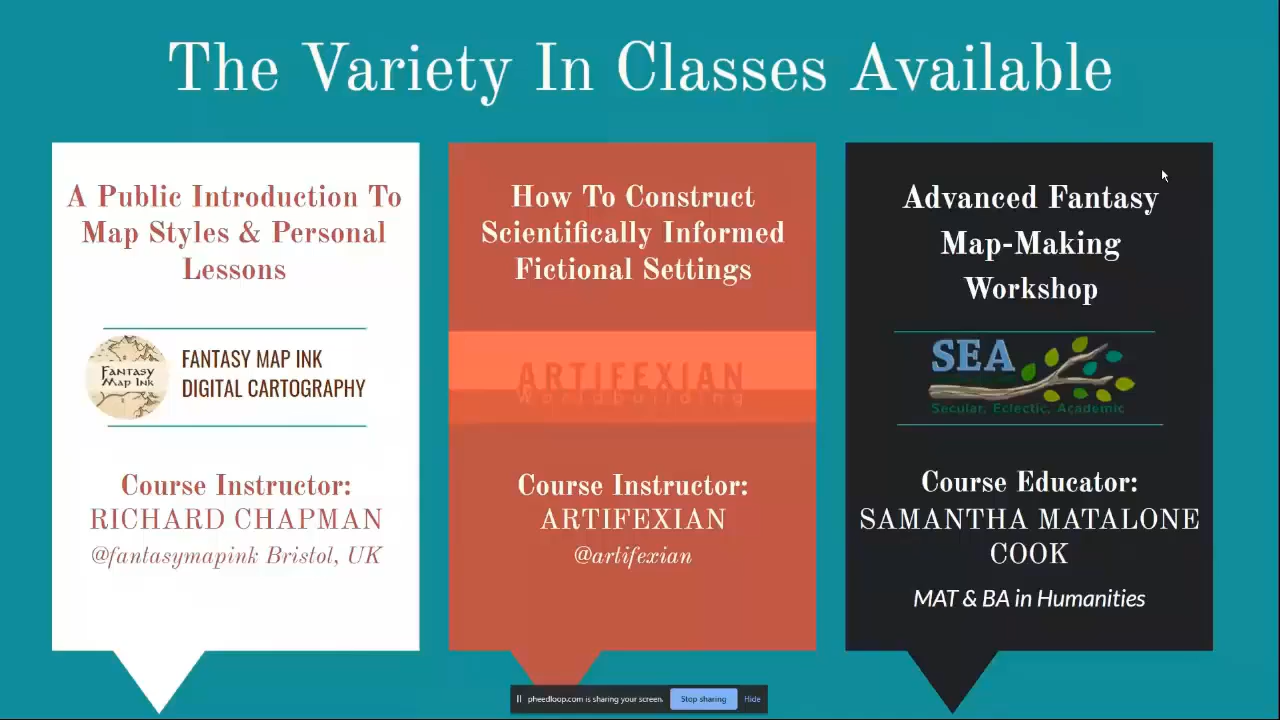 The Variety In Classes Available
A Public Introduction To
Map Styles & Personal
Lessons
FANTASY
MAP INK
FANTASY MAP INK
DIGITAL CARTOGRAPHY
Course Instructor:
RICHARD CHAPMAN
@fantasymapink Bristol, UK
How To Construct
Scientifically Informed
Fictional Settings
ARTIFEXIAN
Worldbuilding
Course Instructor:
ARTIFEXIAN
@artifexian
Advanced Fantasy
Map-Making
Workshop
SEA
Secular, Eclectic, Academic
Course Educator:
SAMANTHA MATALONE
COOK
MAT & BA in Humanities
pheedloop.com is sharing your screen. Stop sharing Hide